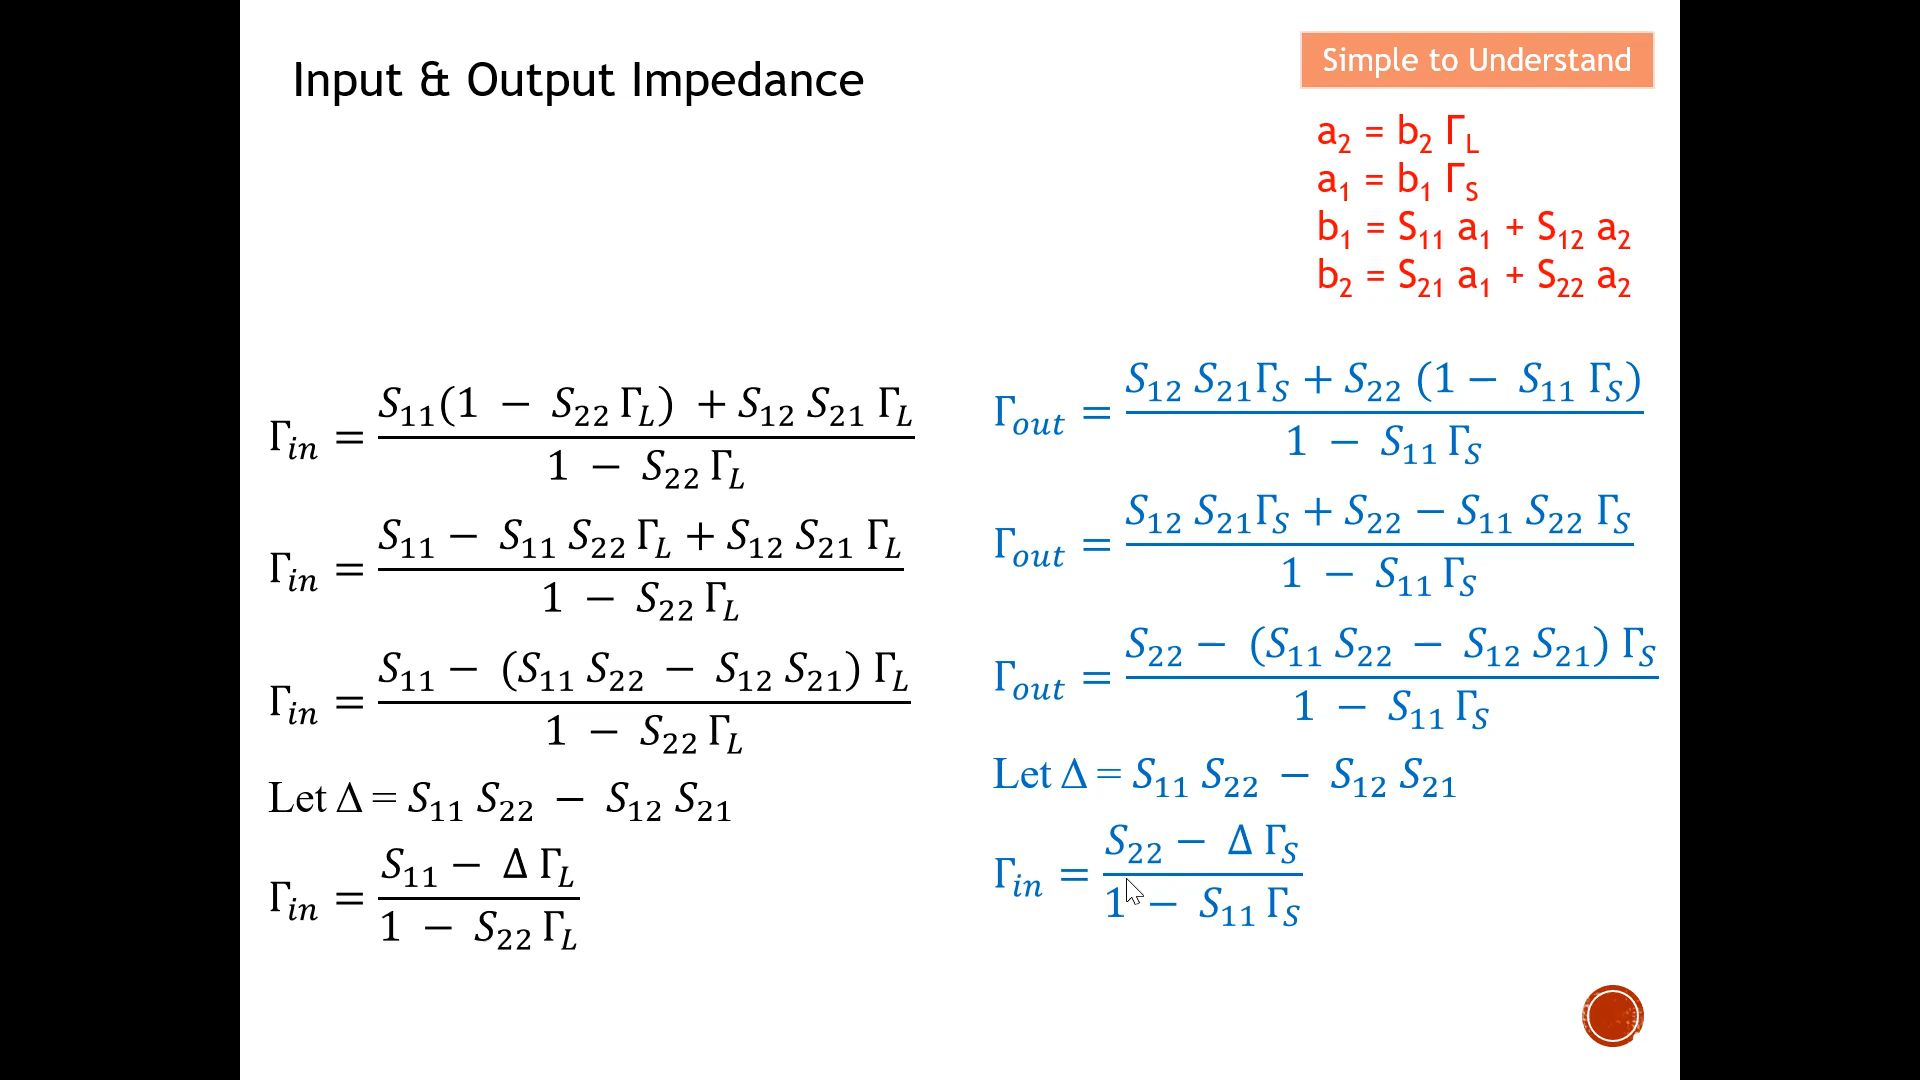 Input & Output Impedance
Simple to Understand
a₂ = b₂ Γ_L
a₁ = b₁ Γ_S
b₁ = S₁₁ a₁ + S₁₂ a₂
b₂ = S₂₁ a₁ + S₂₂ a₂
Γ_in = (S₁₁(1 − S₂₂ Γ_L) + S₁₂ S₂₁ Γ_L) / (1 − S₂₂ Γ_L)
Γ_in = (S₁₁ − S₁₁ S₂₂ Γ_L + S₁₂ S₂₁ Γ_L) / (1 − S₂₂ Γ_L)
Γ_in = (S₁₁ − (S₁₁ S₂₂ − S₁₂ S₂₁) Γ_L) / (1 − S₂₂ Γ_L)
Let Δ = S₁₁ S₂₂ − S₁₂ S₂₁
Γ_in = (S₁₁ − Δ Γ_L) / (1 − S₂₂ Γ_L)
Γ_out = (S₁₂ S₂₁Γ_S + S₂₂ (1 − S₁₁ Γ_S)) / (1 − S₁₁ Γ_S)
Γ_out = (S₁₂ S₂₁Γ_S + S₂₂ − S₁₁ S₂₂ Γ_S) / (1 − S₁₁ Γ_S)
Γ_out = (S₂₂ − (S₁₁ S₂₂ − S₁₂ S₂₁) Γ_S) / (1 − S₁₁ Γ_S)
Let Δ = S₁₁ S₂₂ − S₁₂ S₂₁
Γ_in = (S₂₂ − Δ Γ_S) / (1 − S₁₁ Γ_S)